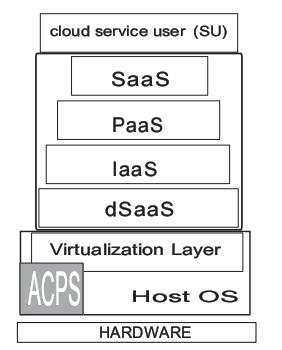 cloud service user (SU)
SaaS
PaaS
IaaS
dSaaS
Virtualization Layer
ACPS
Host OS
HARDWARE